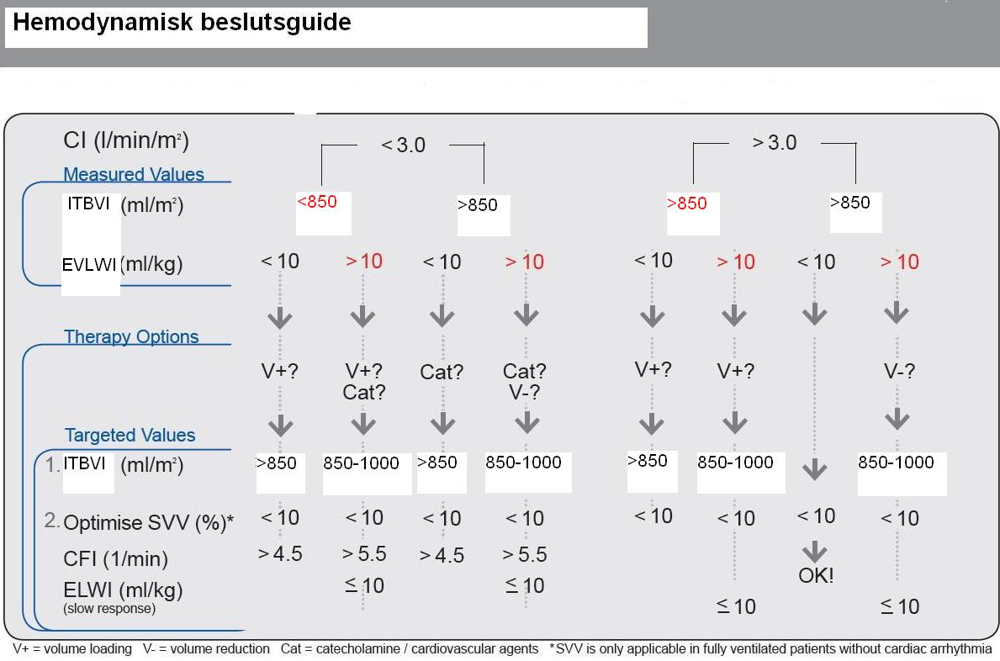 Hemodynamisk beslutsguide
CI (l/min/m²) <3.0 >3.0
Measured Values
ITBVI (ml/m²) <850 >850 >850 >850
EVLWI (ml/kg) <10 >10 <10 >10 <10 >10 <10 >10
Therapy Options
V+? V+? Cat? Cat? V+? V+? V-?
Cat? V-?
Targeted Values
1. ITBVI (ml/m²) >850 850-1000 >850 850-1000 >850 850-1000 850-1000
2. Optimise SVV (%)* <10 <10 <10 <10 <10 <10 <10 <10
CFI (1/min) >4.5 >5.5 >4.5 >5.5
OK!
ELWI (ml/kg) ≤10 ≤10
(slow response) ≤10 ≤10
V+ = volume loading V- = volume reduction Cat = catecholamine / cardiovascular agents *SVV is only applicable in fully ventilated patients without cardiac arrhythmia